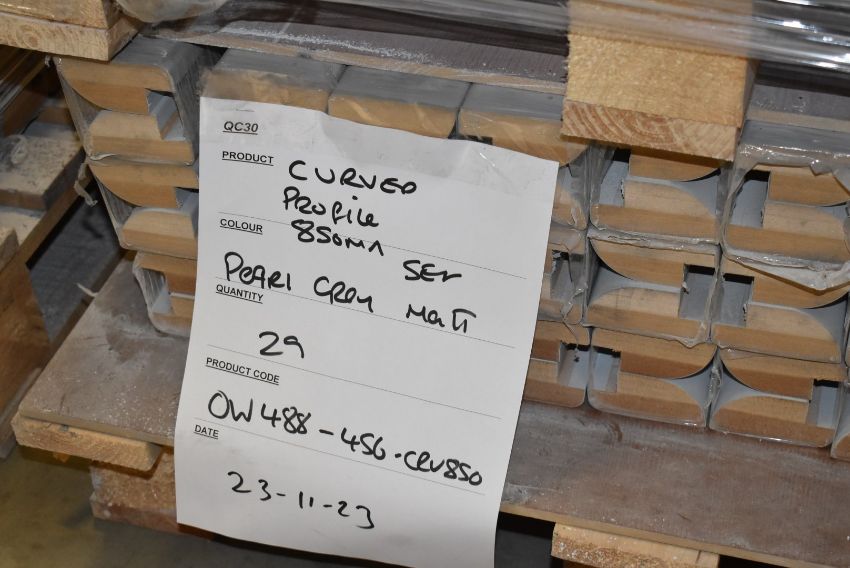 QC30
PRODUCT CURVED
PROFILE
850MM SET
COLOUR
PEARL GREY MATT
QUANTITY
29
PRODUCT CODE
OW488-456-CRV850
DATE
23-11-23